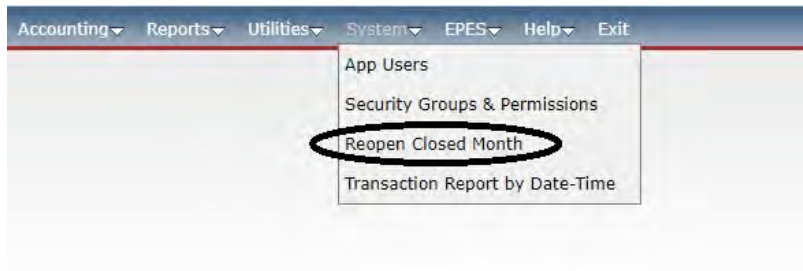 Accounting Reports Utilities System EPES Help Exit
App Users
Security Groups & Permissions
Reopen Closed Month
Transaction Report by Date-Time